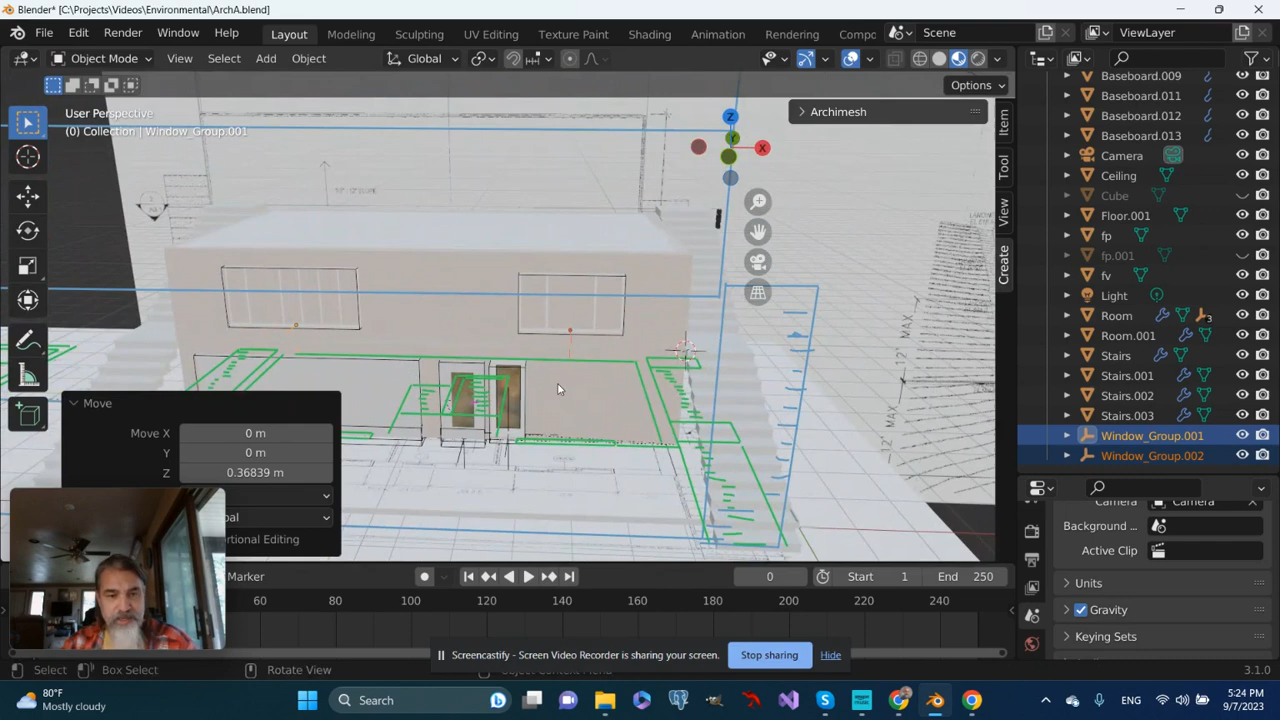 Blender* [C:\Projects\Videos\Environmental\ArchA.blend]
File Edit Render Window Help Layout Modeling Sculpting UV Editing Texture Paint Shading Animation Rendering Compo Scene ViewLayer
Object Mode View Select Add Object Global
Options
User Perspective
(0) Collection | Window_Group.001
Archimesh
Z
X
Item
Tool
View
Create
Baseboard.009
Baseboard.011
Baseboard.012
Baseboard.013
Camera
Ceiling
Cube
Floor.001
fp
fp.001
fv
Light
Room 3
Room.001
Stairs
Stairs.001
Stairs.002
Stairs.003
Window_Group.001
Window_Group.002
MAX
12'
MAX
Move
Move X 0 m
Y 0 m
Z 0.36839 m
bal
ortional Editing
Camera
Background ...
Active Clip
Units
Gravity
Keying Sets
Marker 0 Start 1 End 250
60 80 100 120 140 160 180 200 220 240
Screencastify - Screen Video Recorder is sharing your screen. Stop sharing Hide
Select Box Select Rotate View 3.1.0
80°F
Mostly cloudy
Search
ENG
5:24 PM
9/7/2023